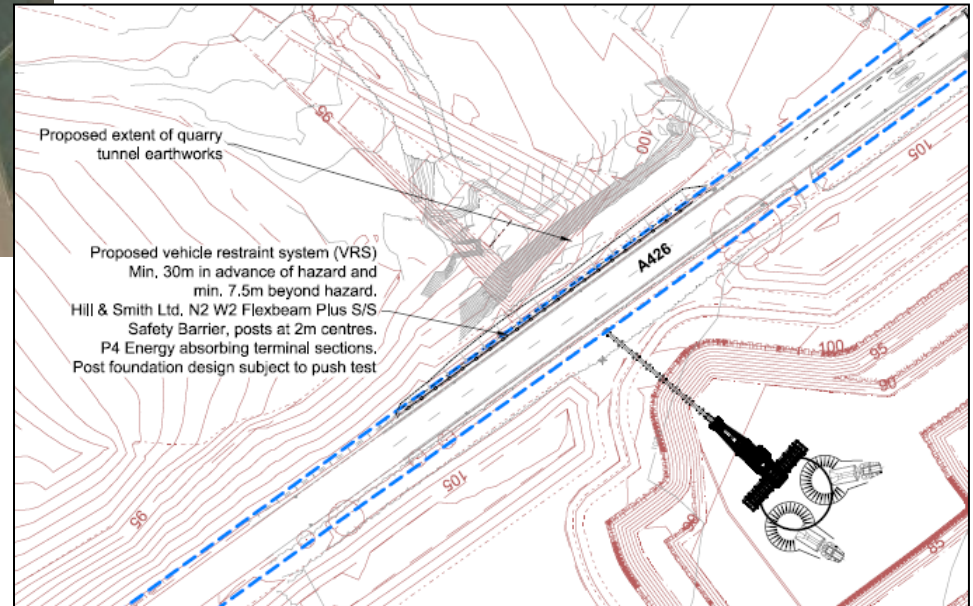 Proposed extent of quarry
tunnel earthworks
Proposed vehicle restraint system (VRS)
Min. 30m in advance of hazard and
min. 7.5m beyond hazard.
Hill & Smith Ltd. N2 W2 Flexbeam Plus S/S
Safety Barrier, posts at 2m centres.
P4 Energy absorbing terminal sections.
Post foundation design subject to push test
95
100
A426
105
100
95
90
105
95
90
85